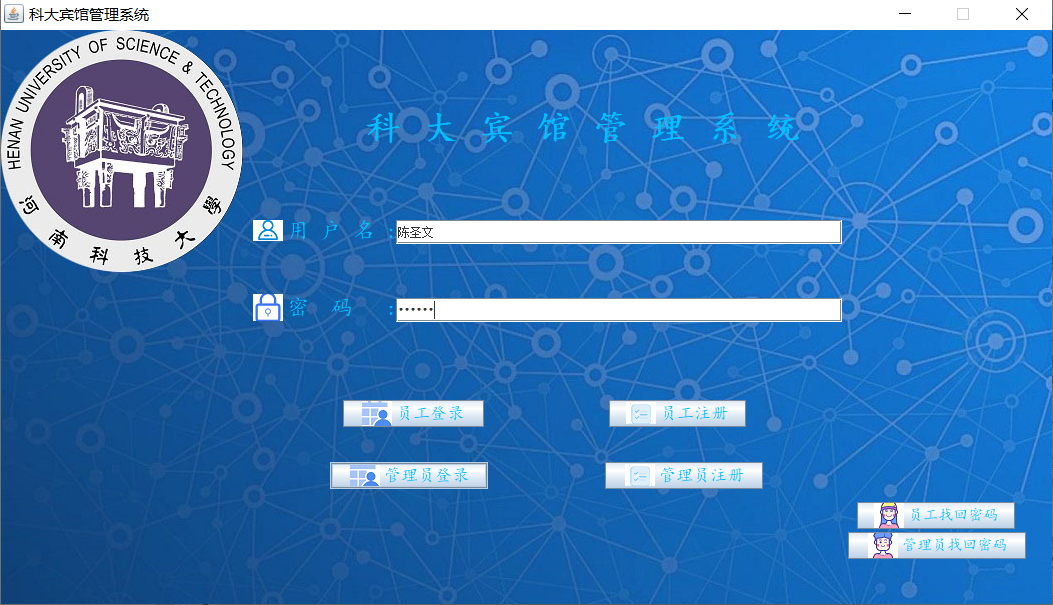 科大宾馆管理系统
HENAN UNIVERSITY OF SCIENCE & TECHNOLOGY
河南科技大學
科大宾馆管理系统
用户名:陈圣文
密码:••••••
员工登录 员工注册
管理员登录 管理员注册
员工找回密码
管理员找回密码